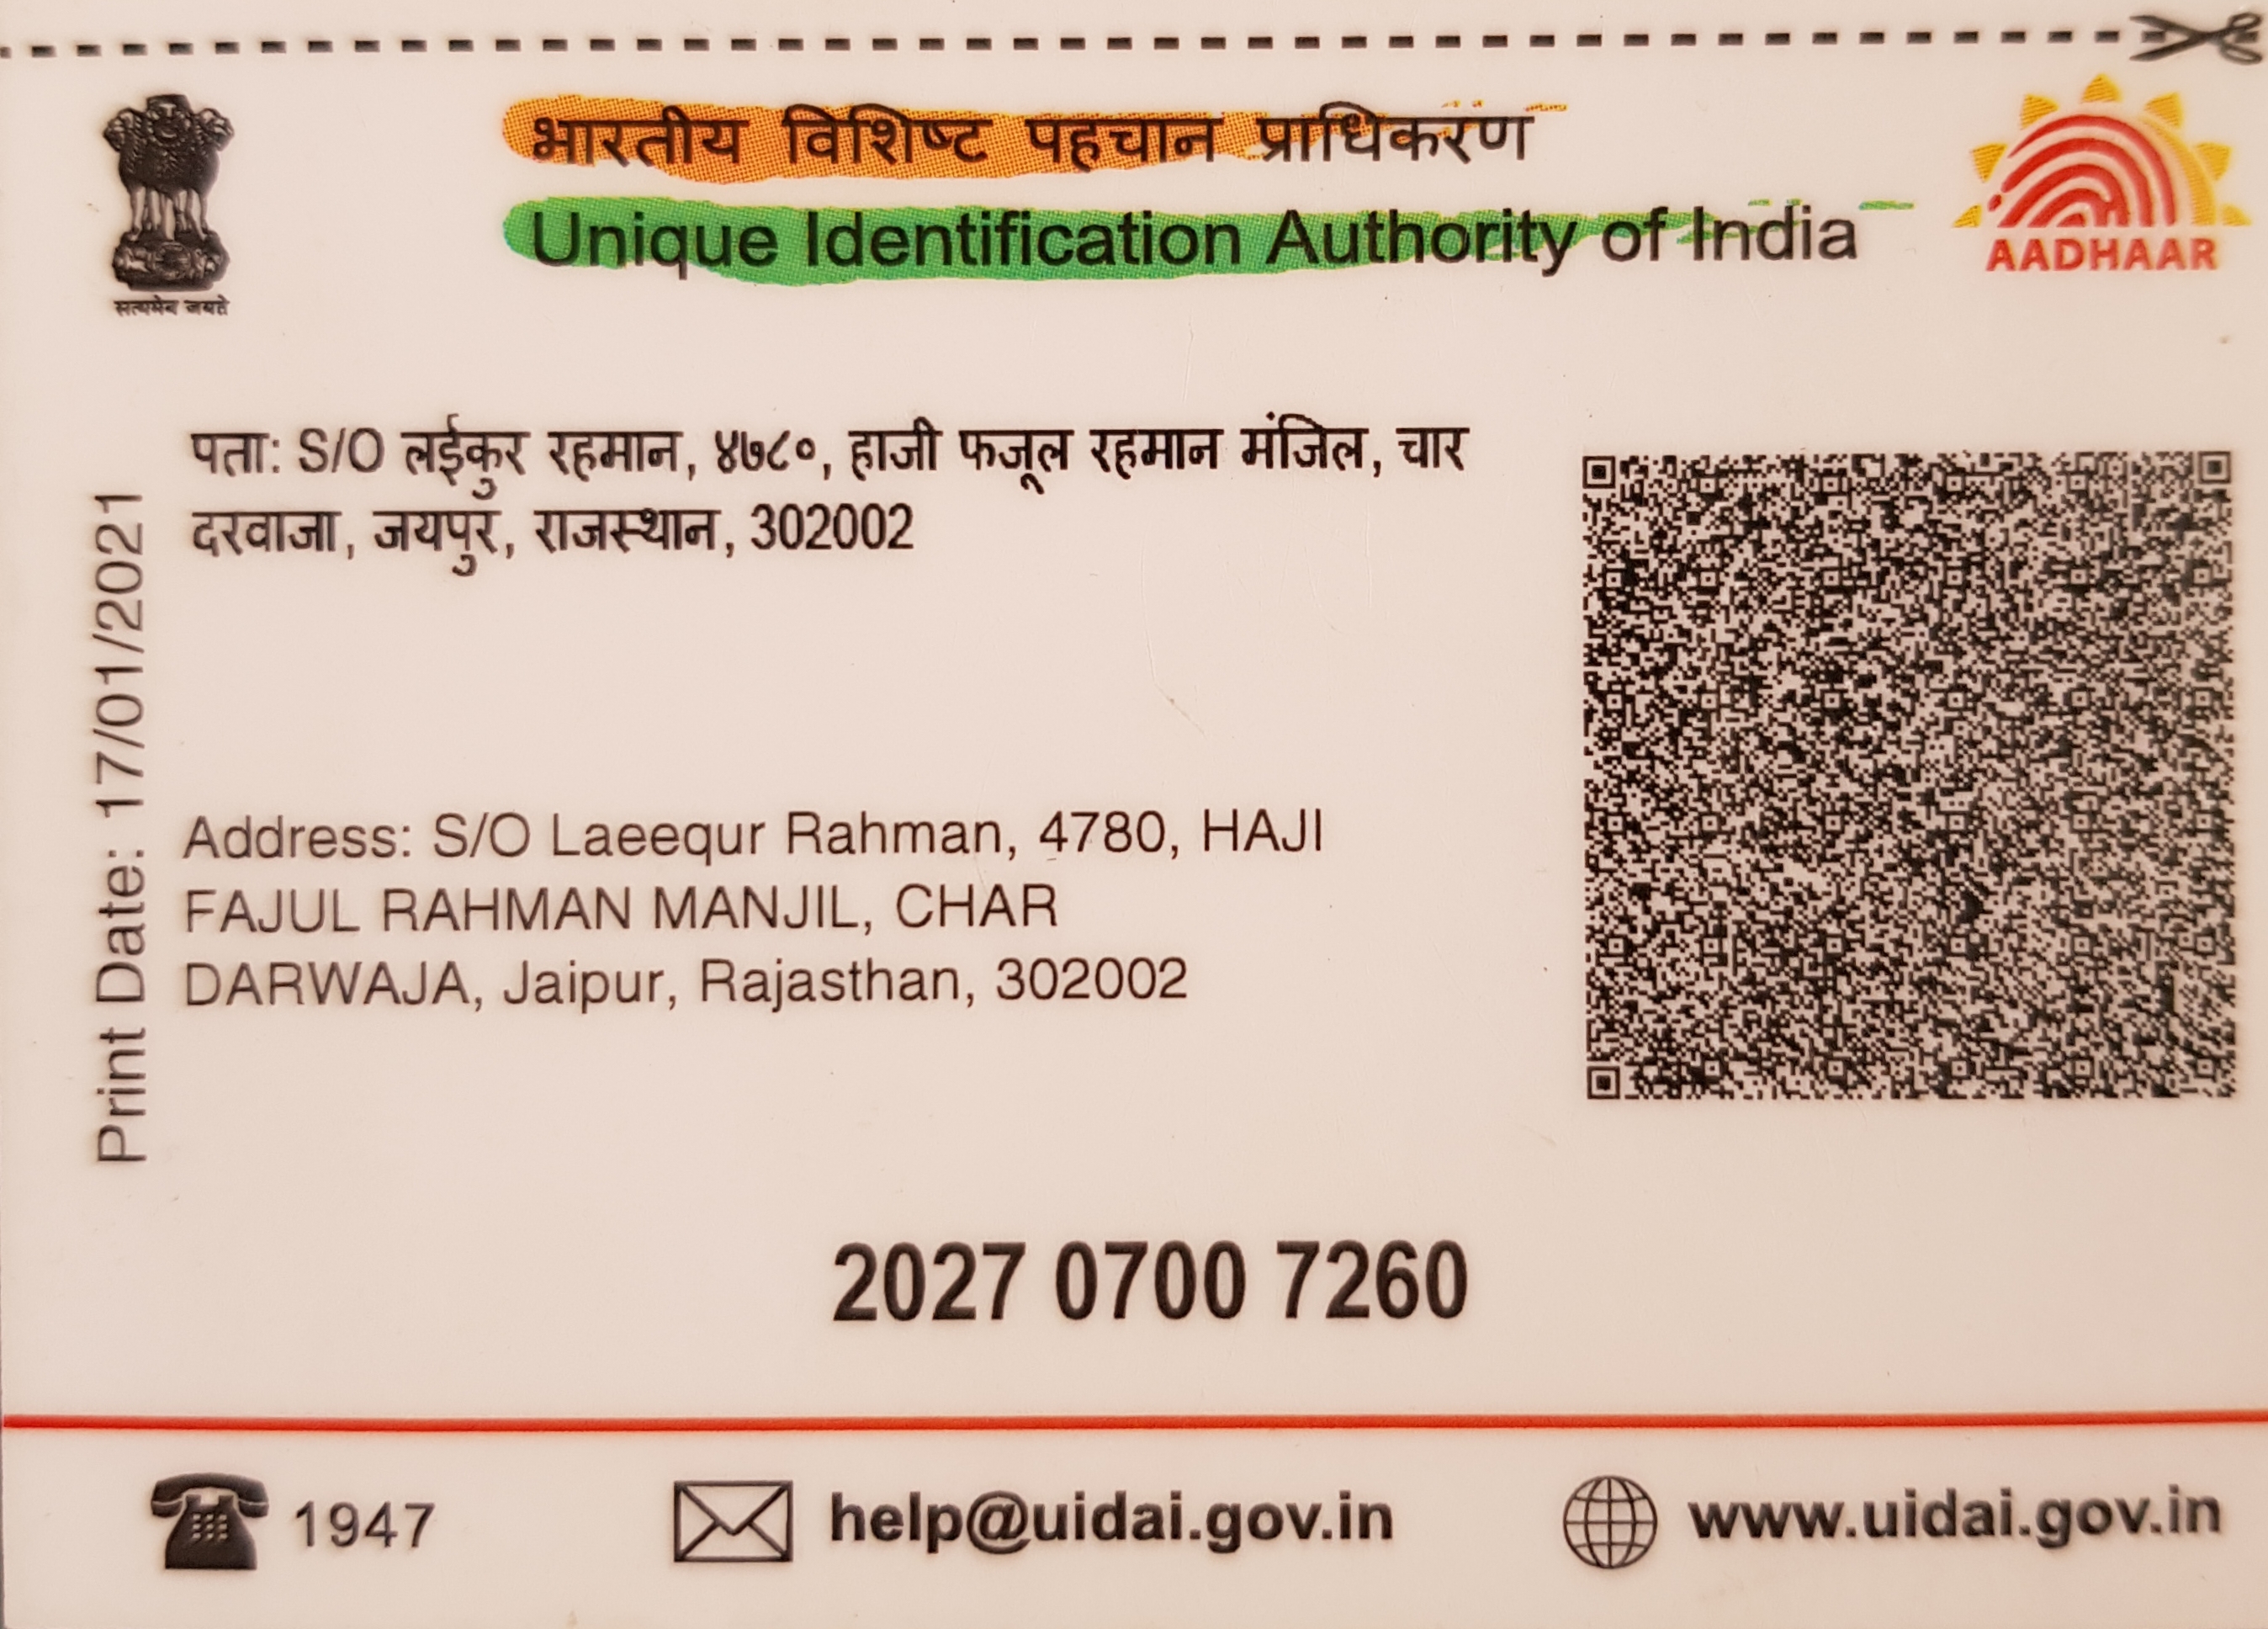 भारतीय विशिष्ट पहचान प्राधिकरण
Unique Identification Authority of India
AADHAAR
सत्यमेव जयते
पता: S/O लईकुर रहमान, ४७८०, हाजी फजूल रहमान मंजिल, चार
दरवाजा, जयपुर, राजस्थान, 302002
Print Date: 17/01/2021
Address: S/O Laeequr Rahman, 4780, HAJI
FAJUL RAHMAN MANJIL, CHAR
DARWAJA, Jaipur, Rajasthan, 302002
2027 0700 7260
1947
help@uidai.gov.in
www.uidai.gov.in